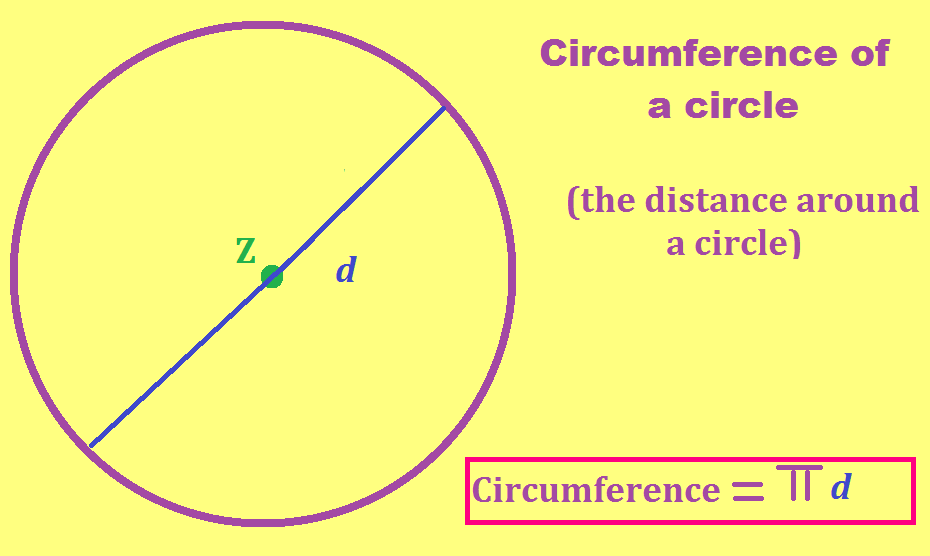 Circumference of
a circle
(the distance around
a circle)
Z
d
Circumference = π d